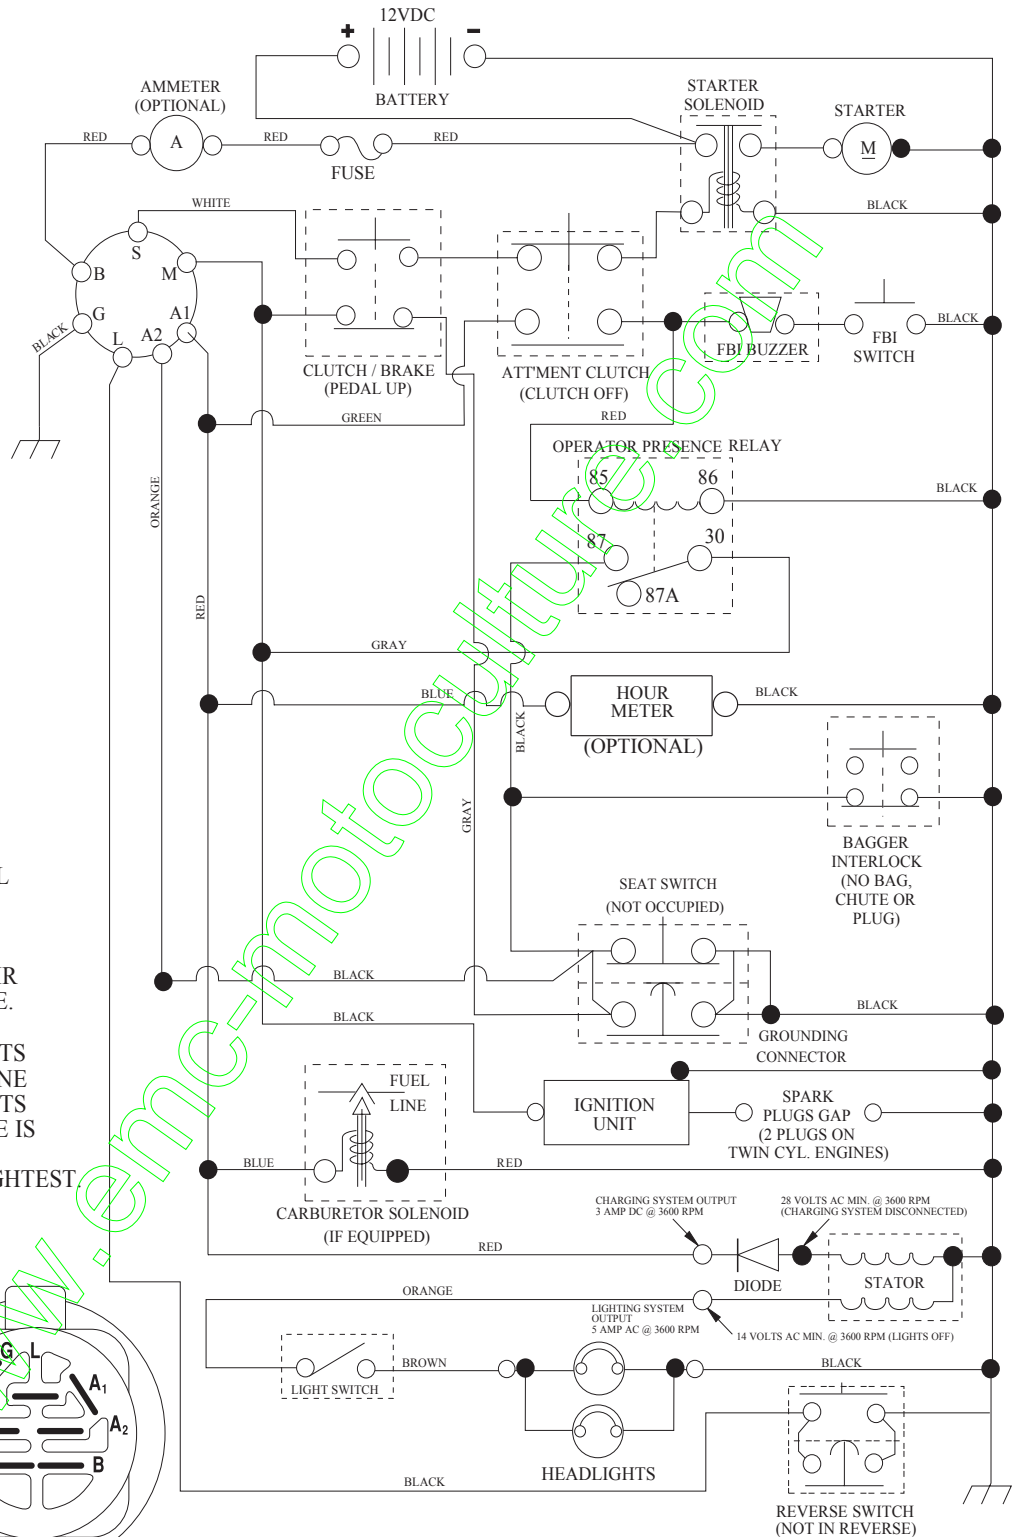 12VDC
+ -
BATTERY
AMMETER
(OPTIONAL)
STARTER
SOLENOID
STARTER
RED
A
RED
FUSE
RED
M
WHITE
BLACK
S
B
M
G
A1
L
A2
BLACK
CLUTCH / BRAKE
(PEDAL UP)
ATT'MENT CLUTCH
(CLUTCH OFF)
FBI BUZZER
FBI
SWITCH
BLACK
GREEN
RED
OPERATOR PRESENCE RELAY
85
86
BLACK
87
30
87A
ORANGE
RED
GRAY
BLUE
HOUR
METER
(OPTIONAL)
BLACK
BLACK
GRAY
BAGGER
INTERLOCK
(NO BAG,
CHUTE OR
PLUG)
SEAT SWITCH
(NOT OCCUPIED)
L
IR
E.
TS
NE
TS
E IS
GHTEST.
BLACK
BLACK
BLACK
GROUNDING
CONNECTOR
FUEL
LINE
IGNITION
UNIT
SPARK
PLUGS GAP
(2 PLUGS ON
TWIN CYL. ENGINES)
BLUE
RED
CARBURETOR SOLENOID
(IF EQUIPPED)
CHARGING SYSTEM OUTPUT
3 AMP DC @ 3600 RPM
28 VOLTS AC MIN. @ 3600 RPM
(CHARGING SYSTEM DISCONNECTED)
RED
DIODE
STATOR
ORANGE
LIGHTING SYSTEM
OUTPUT
5 AMP AC @ 3600 RPM
14 VOLTS AC MIN. @ 3600 RPM (LIGHTS OFF)
LIGHT SWITCH
BROWN
BLACK
HEADLIGHTS
BLACK
REVERSE SWITCH
(NOT IN REVERSE)
G
L
A1
A2
B
w.emc-motoculture.com